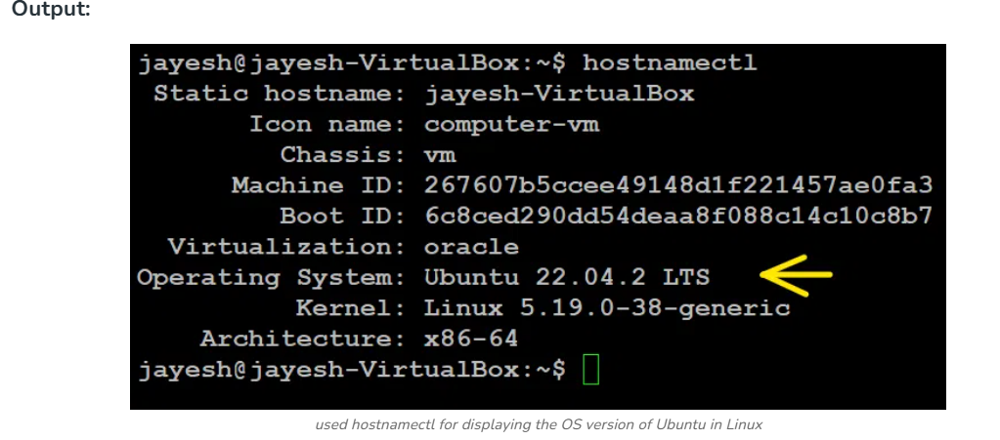 Output:
jayesh@jayesh-VirtualBox:~$ hostnamectl
Static hostname: jayesh-VirtualBox
Icon name: computer-vm
Chassis: vm
Machine ID: 267607b5ccee49148d1f221457ae0fa3
Boot ID: 6c8ced290dd54deaa8f088c14c10c8b7
Virtualization: oracle
Operating System: Ubuntu 22.04.2 LTS
Kernel: Linux 5.19.0-38-generic
Architecture: x86-64
jayesh@jayesh-VirtualBox:~$
used hostnamectl for displaying the OS version of Ubuntu in Linux